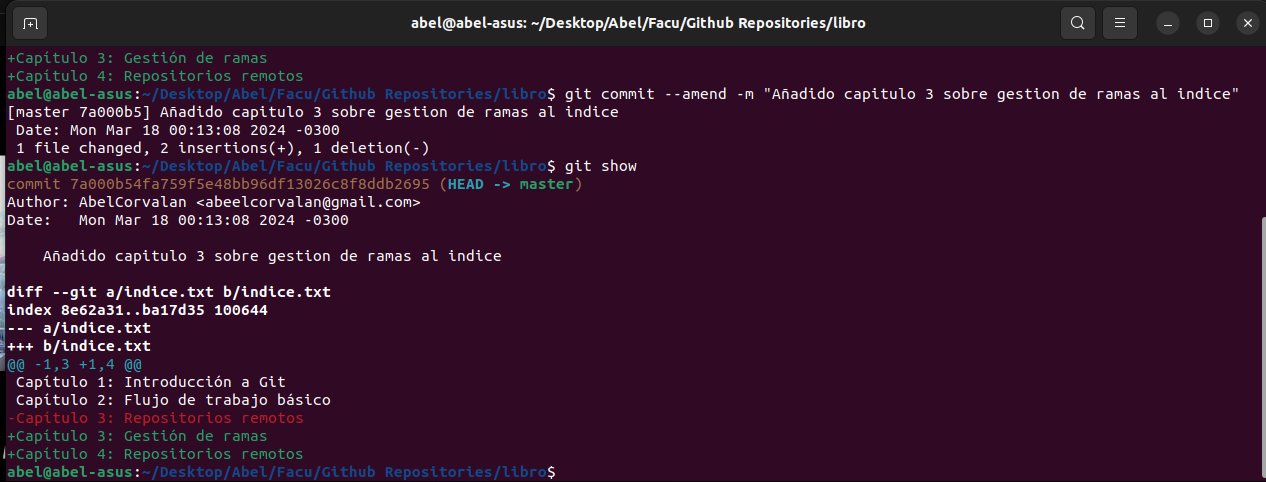 abel@abel-asus: ~/Desktop/Abel/Facu/Github Repositories/libro
+Capítulo 3: Gestión de ramas
+Capítulo 4: Repositorios remotos
abel@abel-asus:~/Desktop/Abel/Facu/Github Repositories/libro$ git commit --amend -m "Añadido capitulo 3 sobre gestion de ramas al indice"
[master 7a000b5] Añadido capitulo 3 sobre gestion de ramas al indice
 Date: Mon Mar 18 00:13:08 2024 -0300
 1 file changed, 2 insertions(+), 1 deletion(-)
abel@abel-asus:~/Desktop/Abel/Facu/Github Repositories/libro$ git show
commit 7a000b54fa759f5e48bb96df13026c8f8ddb2695 (HEAD -> master)
Author: AbelCorvalan <abeelcorvalan@gmail.com>
Date:   Mon Mar 18 00:13:08 2024 -0300
    Añadido capitulo 3 sobre gestion de ramas al indice
diff --git a/indice.txt b/indice.txt
index 8e62a31..ba17d35 100644
--- a/indice.txt
+++ b/indice.txt
@@ -1,3 +1,4 @@
 Capítulo 1: Introducción a Git
 Capítulo 2: Flujo de trabajo básico
-Capítulo 3: Repositorios remotos
+Capítulo 3: Gestión de ramas
+Capítulo 4: Repositorios remotos
abel@abel-asus:~/Desktop/Abel/Facu/Github Repositories/libro$